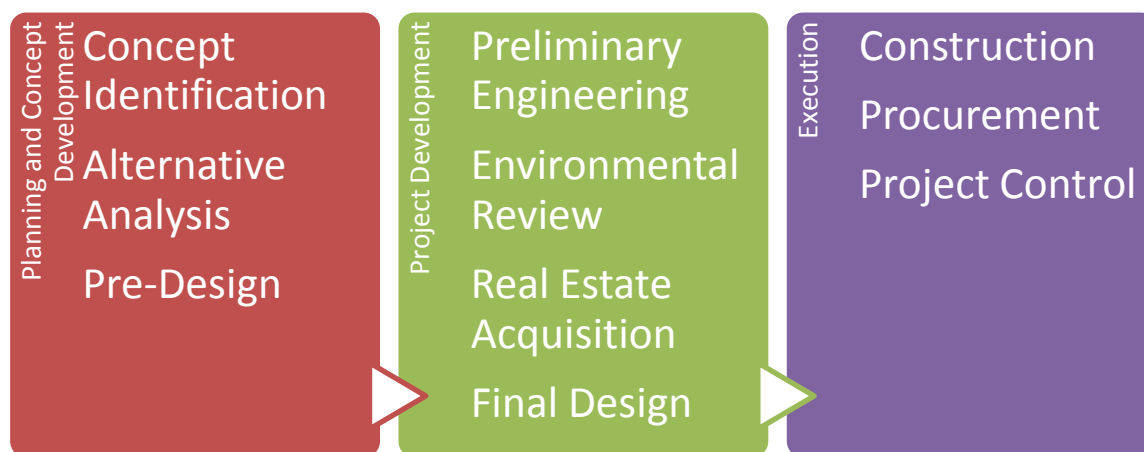 Planning and Concept
Development
Concept
Identification
Alternative
Analysis
Pre-Design
Project Development
Preliminary
Engineering
Environmental
Review
Real Estate
Acquisition
Final Design
Execution
Construction
Procurement
Project Control